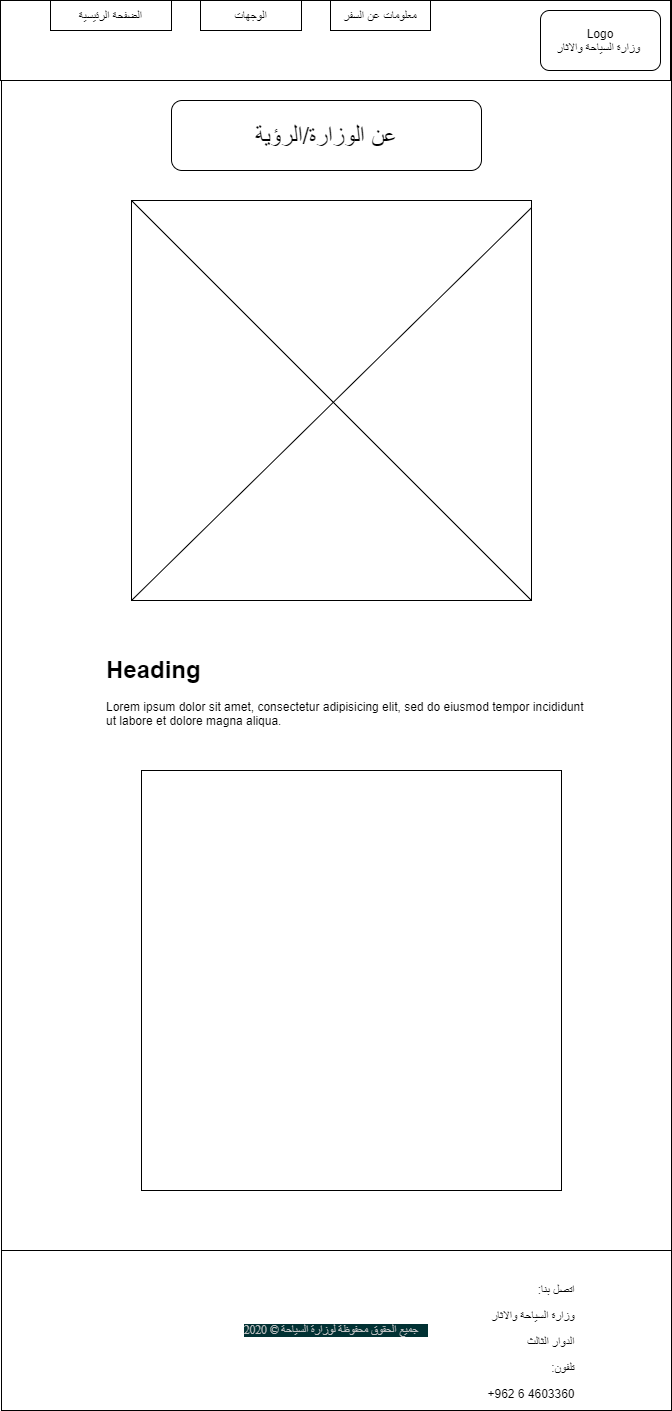 الصفحة الرئيسية
الوجهات
معلومات عن السفر
Logo
وزارة السياحة والاثار
عن الوزارة/الرؤية
Heading
Lorem ipsum dolor sit amet, consectetur adipisicing elit, sed do eiusmod tempor incididunt
ut labore et dolore magna aliqua.
اتصل بنا:
وزارة السياحة والاثار
الدوار الثالث
تلفون:
+962 6 4603360
جميع الحقوق محفوظة لوزارة السياحة © 2020